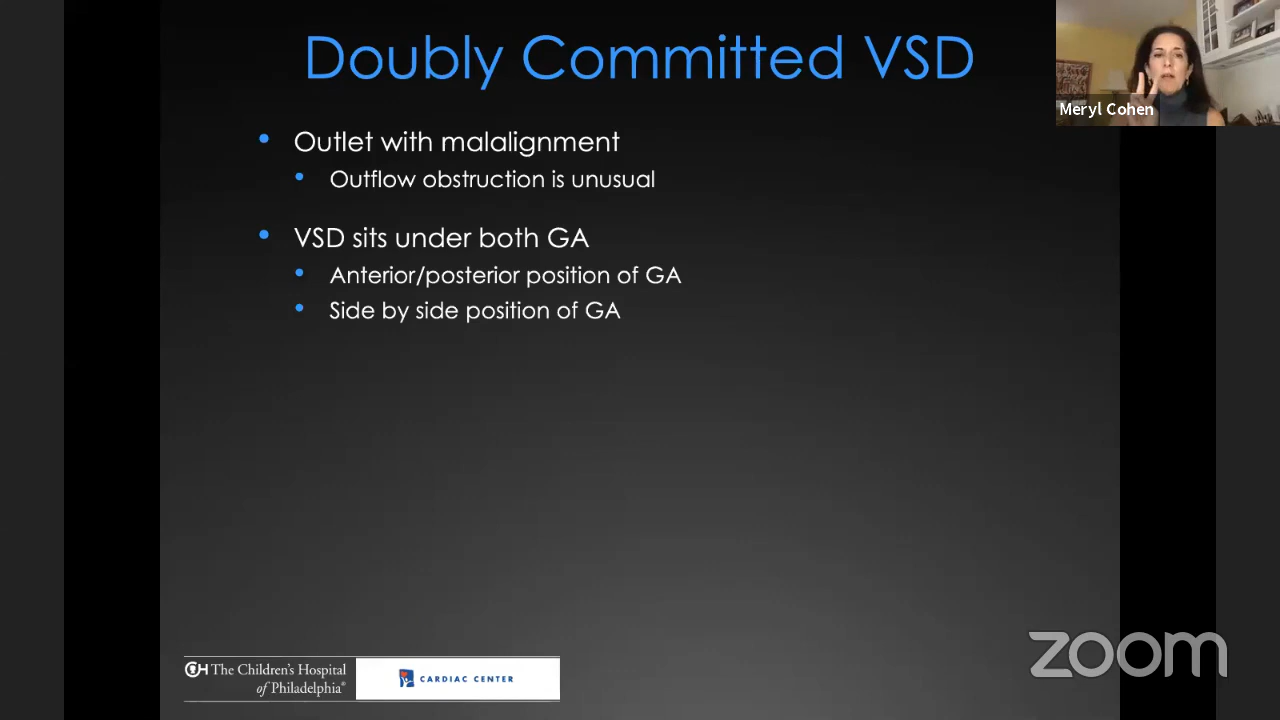 Doubly Committed VSD
Meryl Cohen
• Outlet with malalignment
• Outflow obstruction is unusual
• VSD sits under both GA
• Anterior/posterior position of GA
• Side by side position of GA
The Children's Hospital
of Philadelphia®
CARDIAC CENTER
zoom